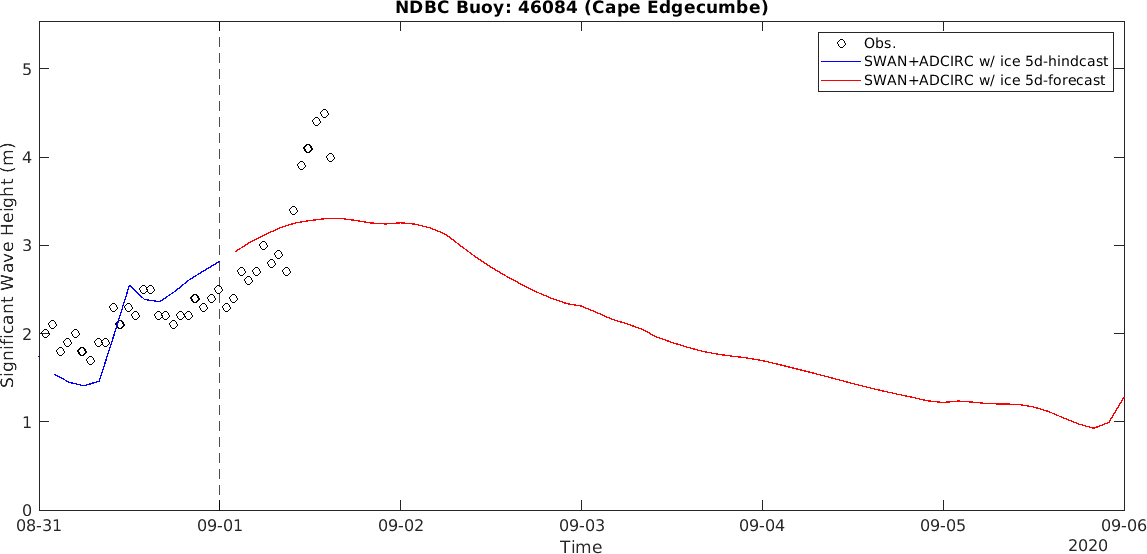 NDBC Buoy: 46084 (Cape Edgecumbe)
Obs.
SWAN+ADCIRC w/ ice 5d-hindcast
SWAN+ADCIRC w/ ice 5d-forecast
Significant Wave Height (m)
5
4
3
2
1
0
08-31 09-01 09-02 09-03 09-04 09-05 09-06
Time
2020